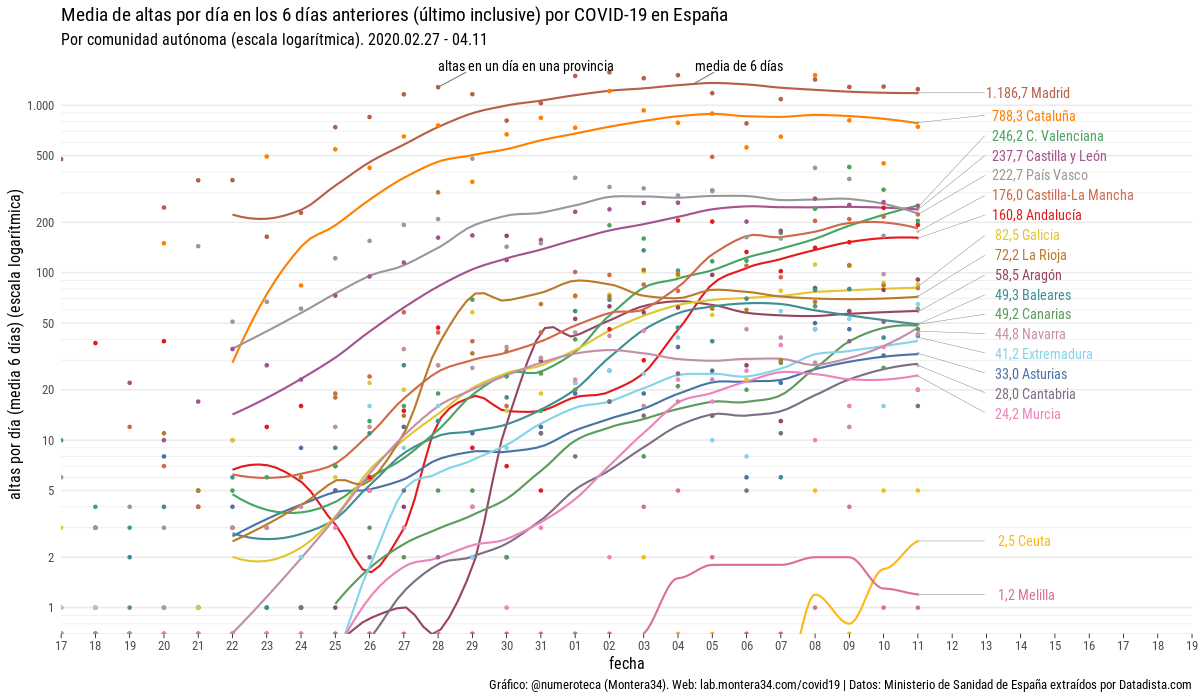 Media de altas por día en los 6 días anteriores (último inclusive) por COVID-19 en España
Por comunidad autónoma (escala logarítmica). 2020.02.27 - 04.11
altas en un día en una provincia
media de 6 días
altas por día (media 6 días) (escala logarítmica)
1.000
500
200
100
50
20
10
5
2
1
1.186,7 Madrid
788,3 Cataluña
246,2 C. Valenciana
237,7 Castilla y León
222,7 País Vasco
176,0 Castilla-La Mancha
160,8 Andalucía
82,5 Galicia
72,2 La Rioja
58,5 Aragón
49,3 Baleares
49,2 Canarias
44,8 Navarra
41,2 Extremadura
33,0 Asturias
28,0 Cantabria
24,2 Murcia
2,5 Ceuta
1,2 Melilla
17 18 19 20 21 22 23 24 25 26 27 28 29 30 31 01 02 03 04 05 06 07 08 09 10 11 12 13 14 15 16 17 18 19
fecha
Gráfico: @numeroteca (Montera34). Web: lab.montera34.com/covid19 | Datos: Ministerio de Sanidad de España extraídos por Datadista.com